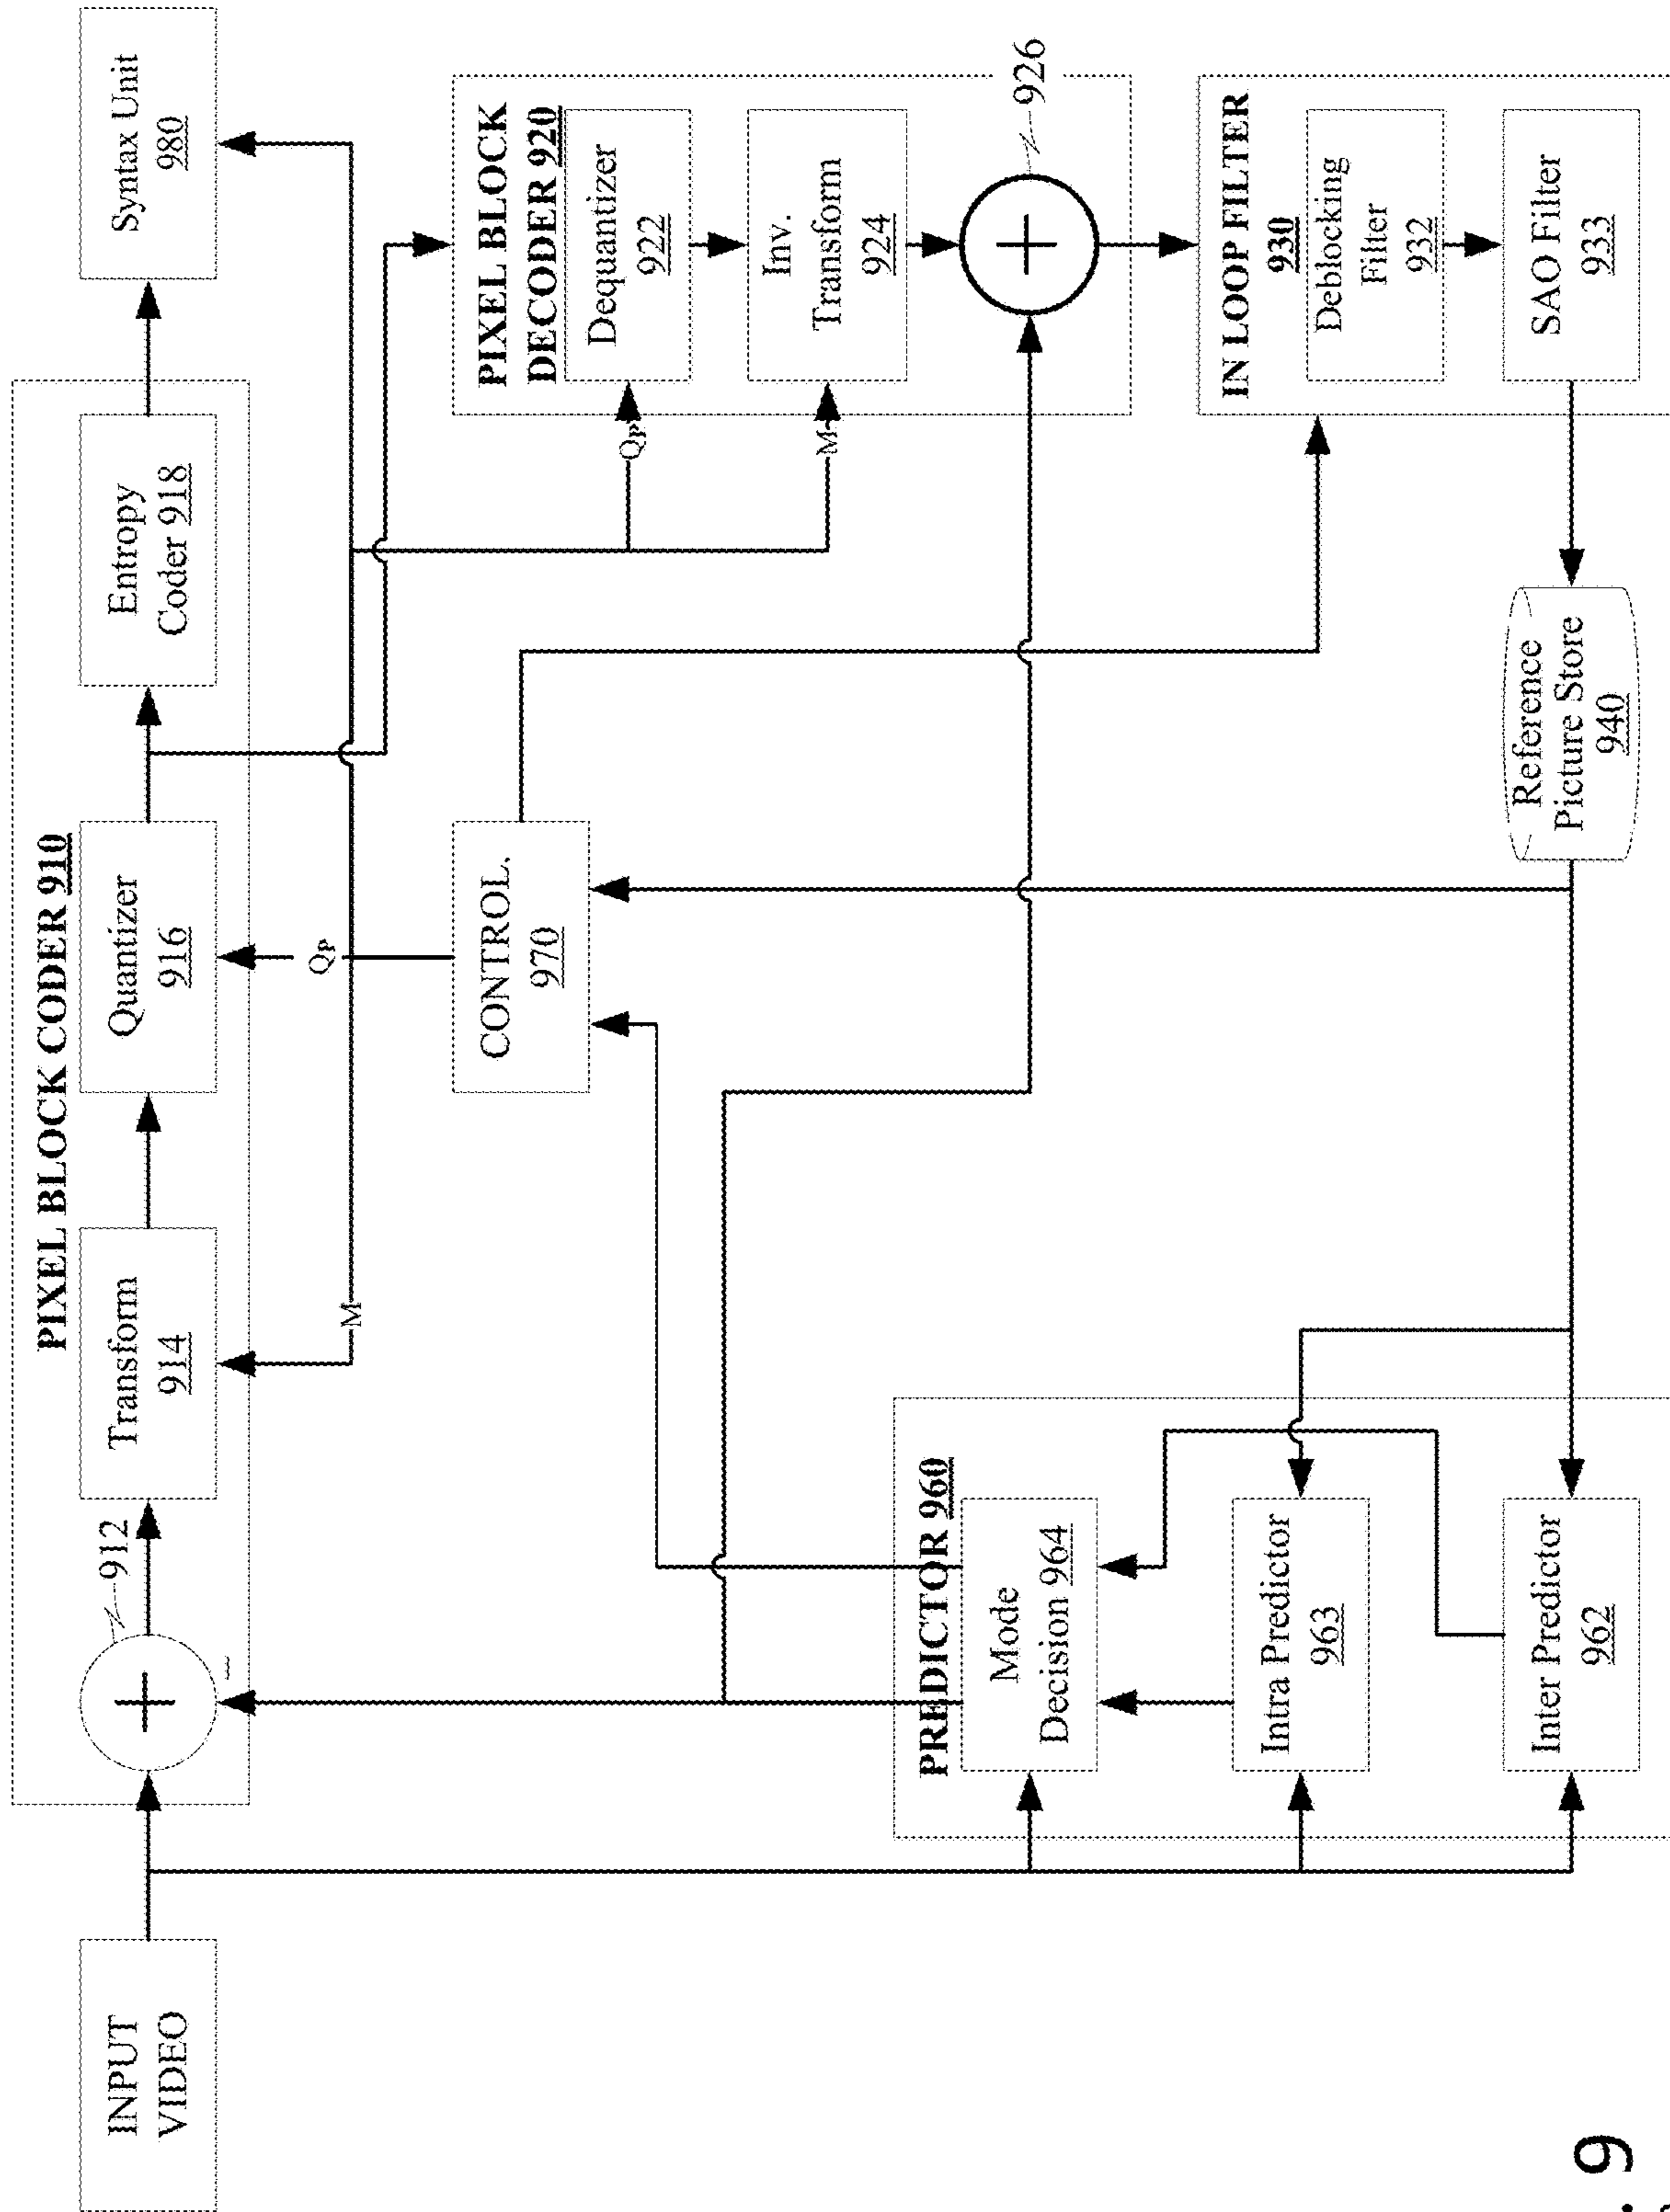 PIXEL BLOCK CODER 910
INPUT
VIDEO
912
Transform
914
Quantizer
916
Entropy
Coder 918
Syntax Unit
980
M
QP
CONTROL.
970
PIXEL BLOCK
DECODER 920
Dequantizer
922
QP
Inv.
Transform
924
M
926
PREDICTOR 960
Mode
Decision 964
Intra Predictor
963
Inter Predictor
962
IN LOOP FILTER
930
Deblocking
Filter
932
SAO Filter
933
Reference
Picture Store
940
. 9